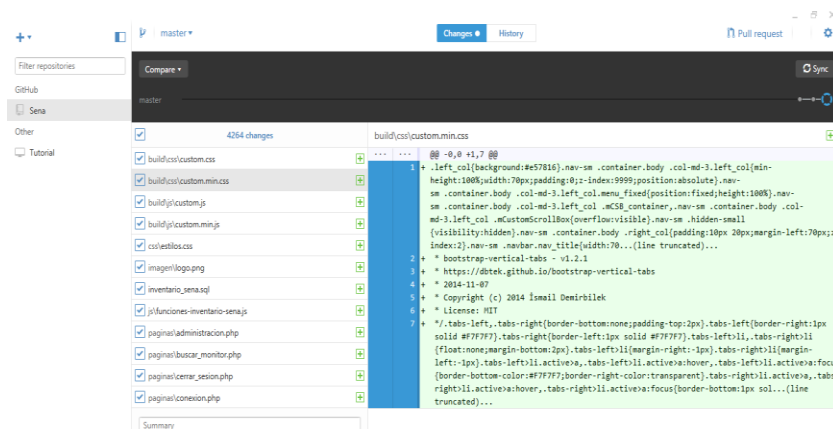 master
Changes
History
Pull request
Filter repositories
Compare
Sync
GitHub
master
Sena
Other
4264 changes
build\css\custom.min.css
Tutorial
build\css\custom.css
build\css\custom.min.css
build\js\custom.js
build\js\custom.min.js
css\estilos.css
imagen\logo.png
inventario_sena.sql
js\funciones-inventario-sena.js
paginas\administracion.php
paginas\buscar_monitor.php
paginas\cerrar_sesion.php
paginas\conexion.php
Summary
... ... @@ -0,0 +1,7 @@
1 + .left_col{background:#e57816}.nav-sm .container.body .col-md-3.left_col{min-
height:100%;width:70px;padding:0;z-index:9999;position:absolute}.nav-
sm .container.body .col-md-3.left_col.menu_fixed{position:fixed;height:100%}.nav-
sm .container.body .col-md-3.left_col .mCSB_container,.nav-sm .container.body .col-
md-3.left_col .mCustomScrollBox{overflow:visible}.nav-sm .hidden-small
{visibility:hidden}.nav-sm .container.body .right_col{padding:10px 20px;margin-left:70px;z
index:2}.nav-sm .navbar.nav_title{width:70...(line truncated)...
2 + * bootstrap-vertical-tabs - v1.2.1
3 + * https://dbtek.github.io/bootstrap-vertical-tabs
4 + * 2014-11-07
5 + * Copyright (c) 2014 İsmail Demirbilek
6 + * License: MIT
7 + */.tabs-left,.tabs-right{border-bottom:none;padding-top:2px}.tabs-left{border-right:1px
solid #F7F7F7}.tabs-right{border-left:1px solid #F7F7F7}.tabs-left>li,.tabs-right>li
{float:none;margin-bottom:2px}.tabs-left>li{margin-right:-1px}.tabs-right>li{margin-
left:-1px}.tabs-left>li.active>a,.tabs-left>li.active>a:hover,.tabs-left>li.active>a:focu
{border-bottom-color:#F7F7F7;border-right-color:transparent}.tabs-right>li.active>a,.tabs
right>li.active>a:hover,.tabs-right>li.active>a:focus{border-bottom:1px sol...(line
truncated)...